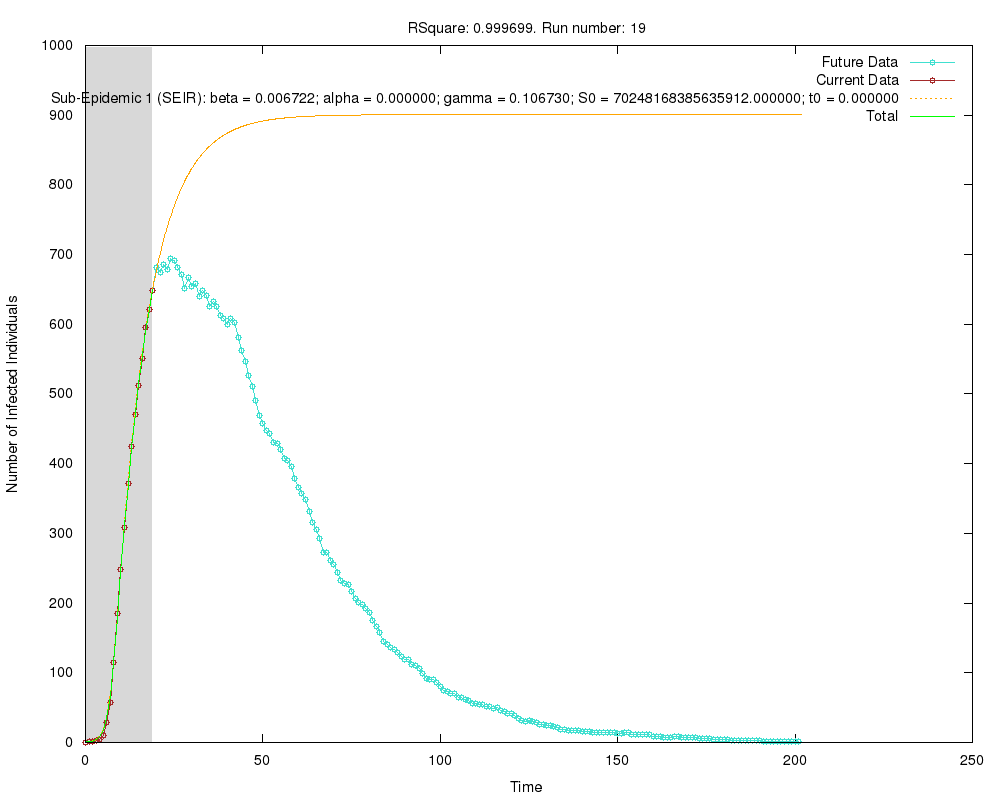 RSquare: 0.999699. Run number: 19
1000
900
800
700
600
500
400
300
200
100
0
Number of Infected Individuals
Future Data
Current Data
Sub-Epidemic 1 (SEIR): beta = 0.006722; alpha = 0.000000; gamma = 0.106730; S0 = 70248168385635912.000000; t0 = 0.000000
Total
0 50 100 150 200 250
Time